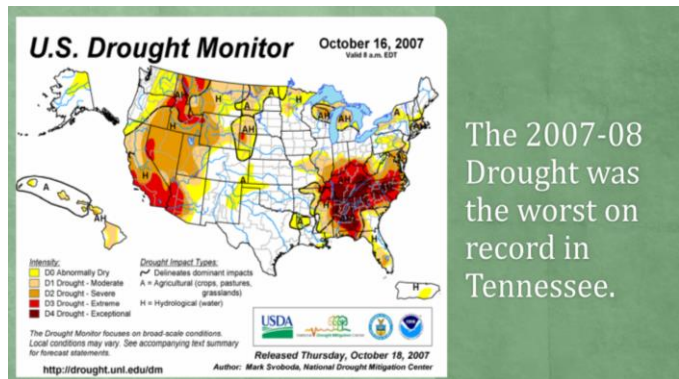 U.S. Drought Monitor
October 16, 2007
Valid 8 a.m. EDT
The 2007-08
Drought was
the worst on
record in
Tennessee.
Intensity:
D0 Abnormally Dry
D1 Drought - Moderate
D2 Drought - Severe
D3 Drought - Extreme
D4 Drought - Exceptional
Drought Impact Types:
Delineates dominant impacts
A = Agricultural (crops, pastures,
grasslands)
H = Hydrological (water)
USDA
The Drought Monitor focuses on broad-scale conditions.
Local conditions may vary. See accompanying text summary
for forecast statements.
http://drought.unl.edu/dm
Released Thursday, October 18, 2007
Author: Mark Svoboda, National Drought Mitigation Center